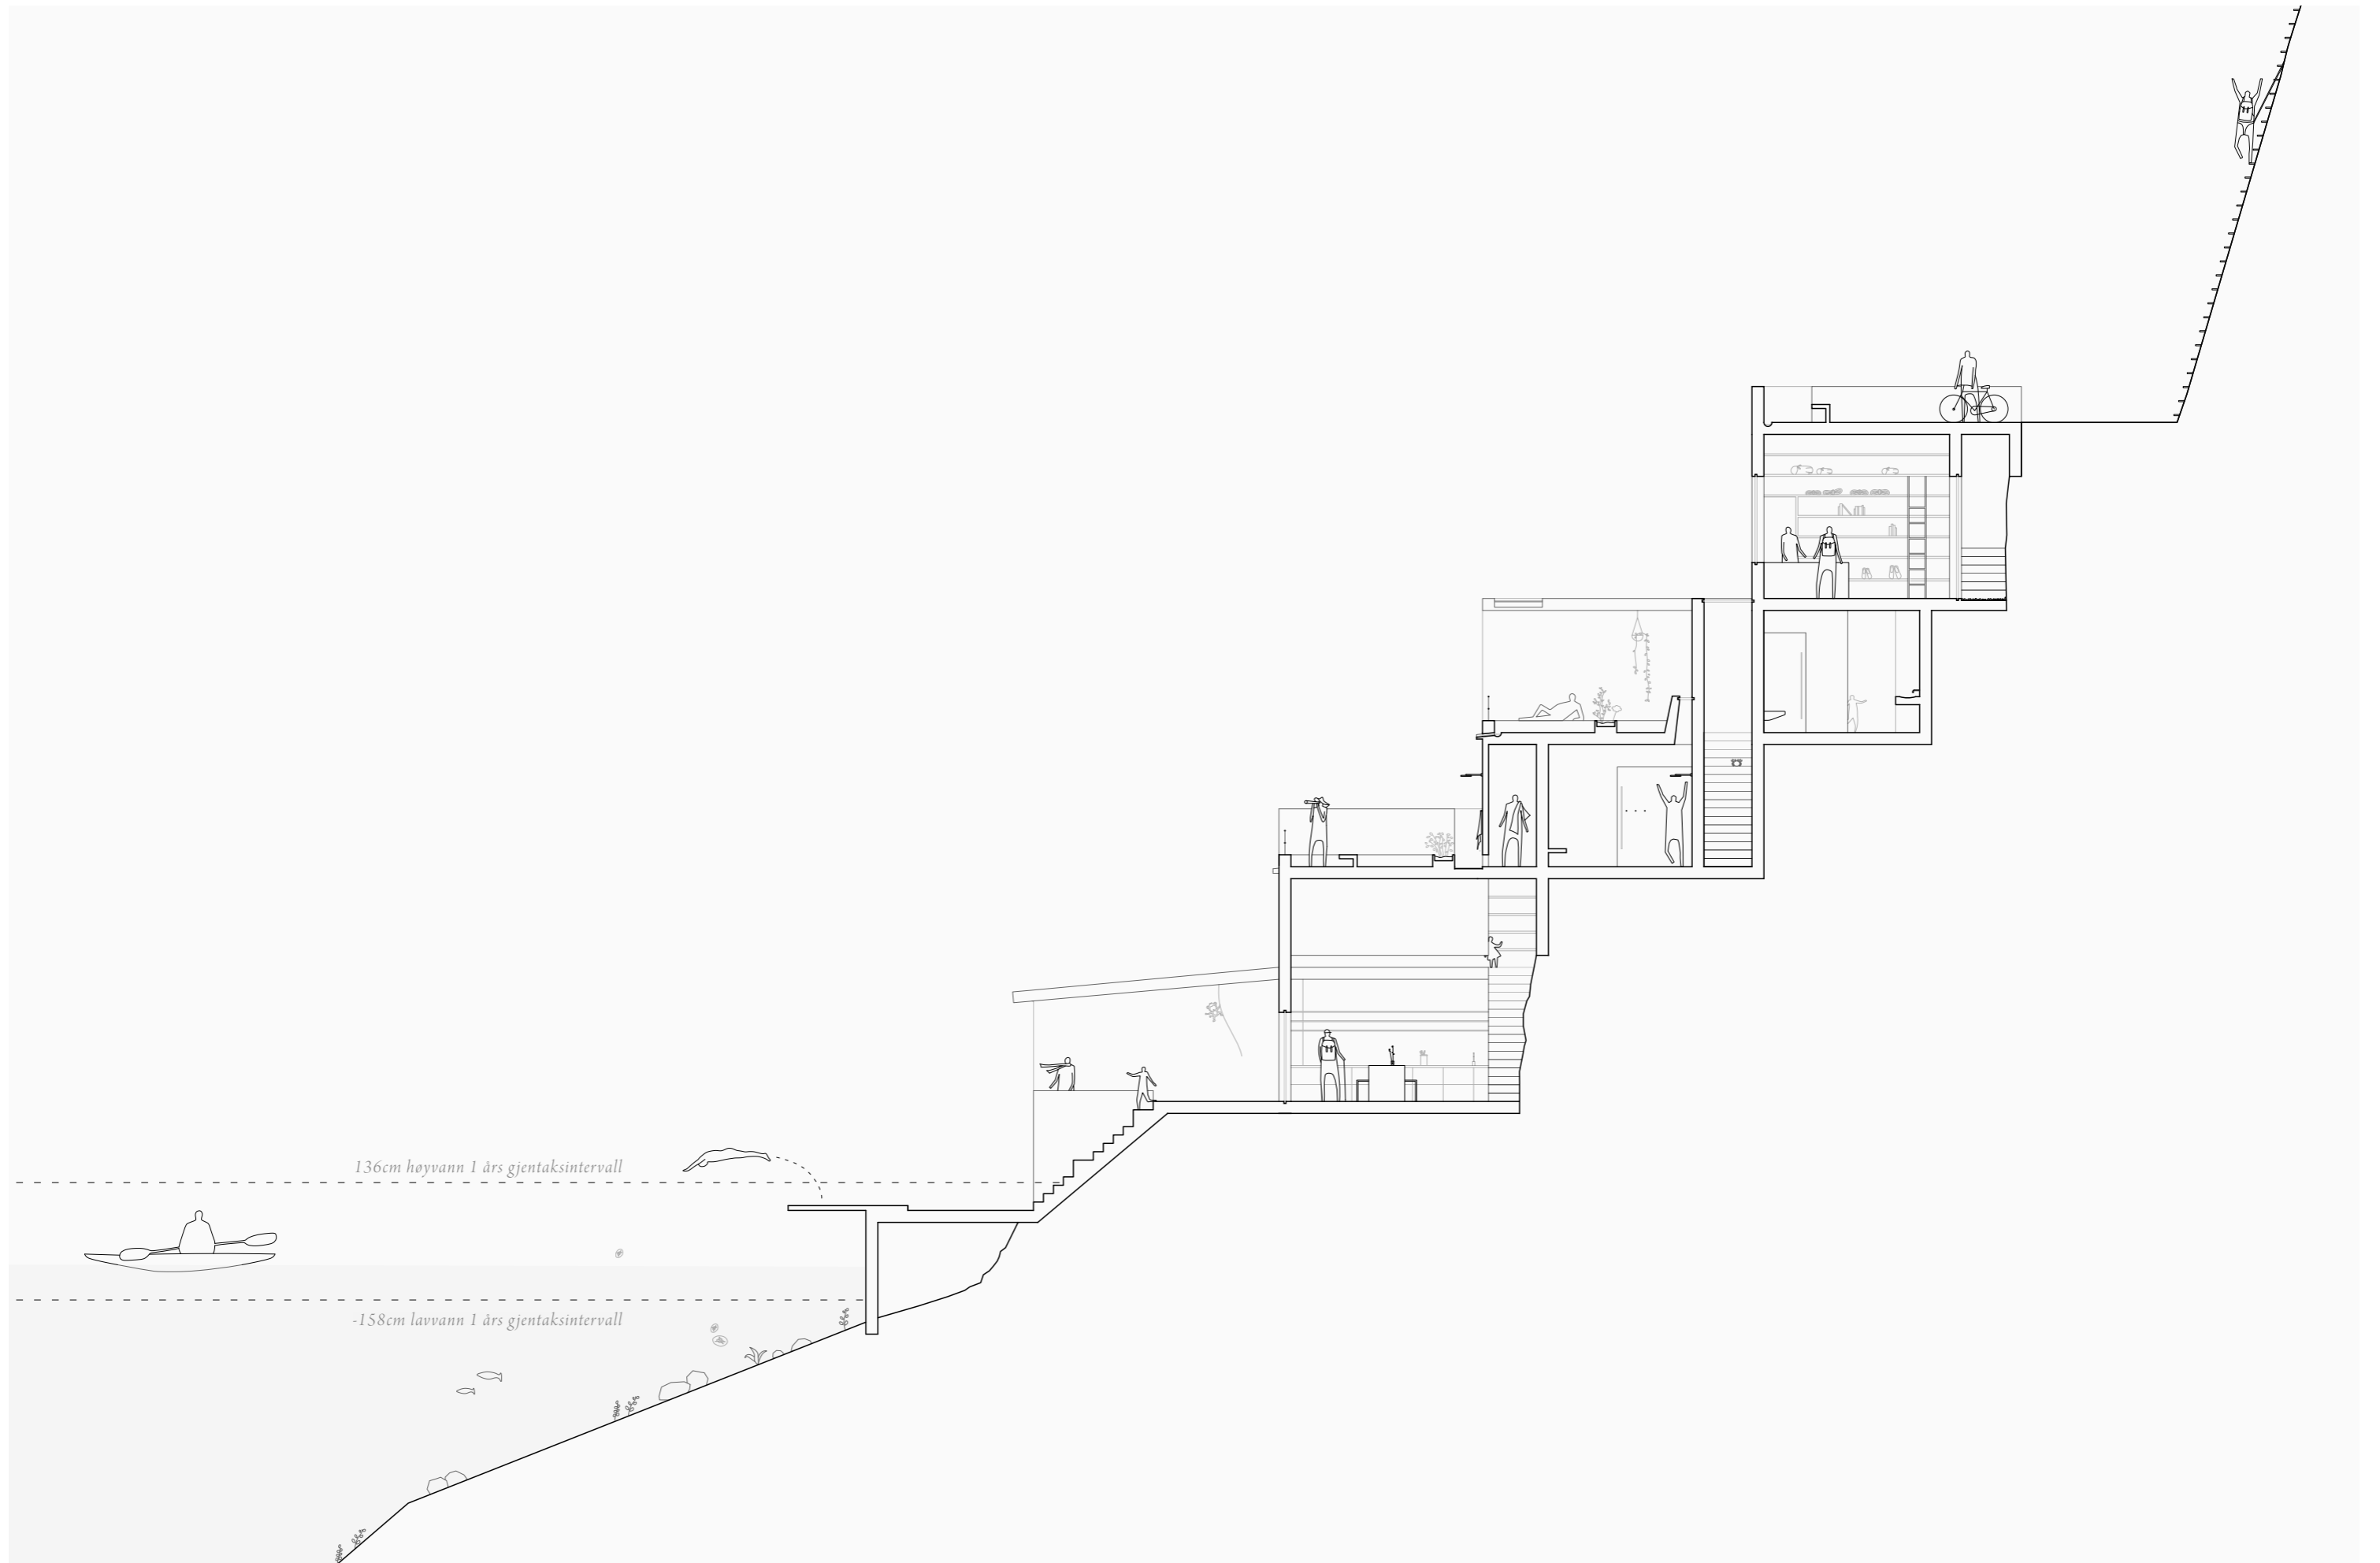 136cm høyvann 1 års gjentaksintervall
-158cm lavvann 1 års gjentaksintervall